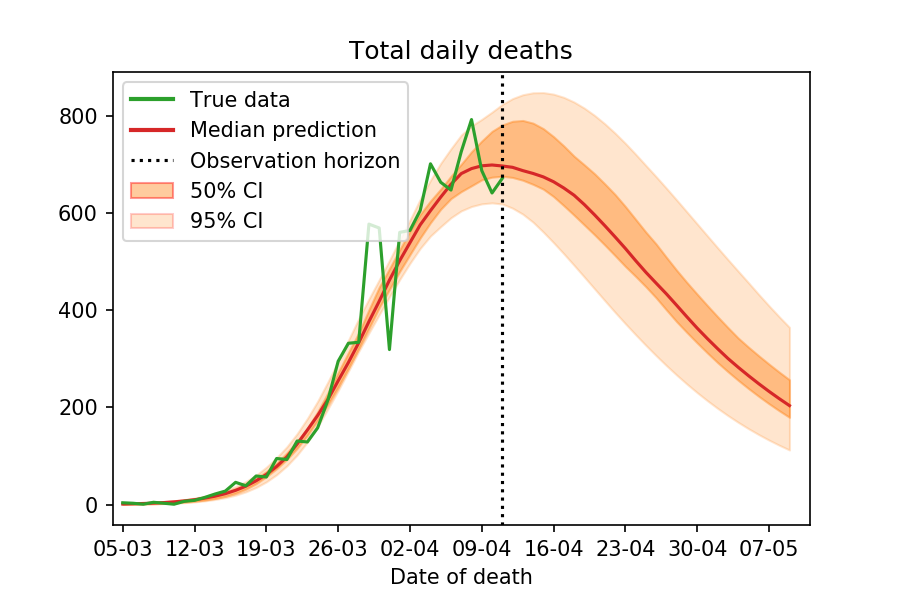 Total daily deaths
True data
Median prediction
Observation horizon
50% CI
95% CI
800
600
400
200
0
05-03 12-03 19-03 26-03 02-04 09-04 16-04 23-04 30-04 07-05
Date of death